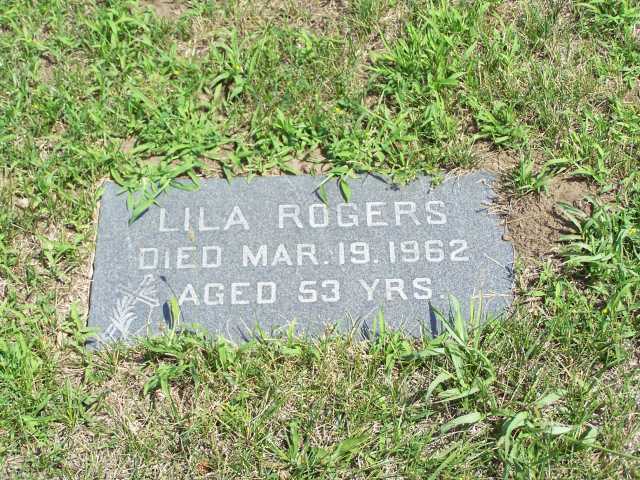 LILA ROGERS
DIED MAR. 19. 1962
AGED 53 YRS.